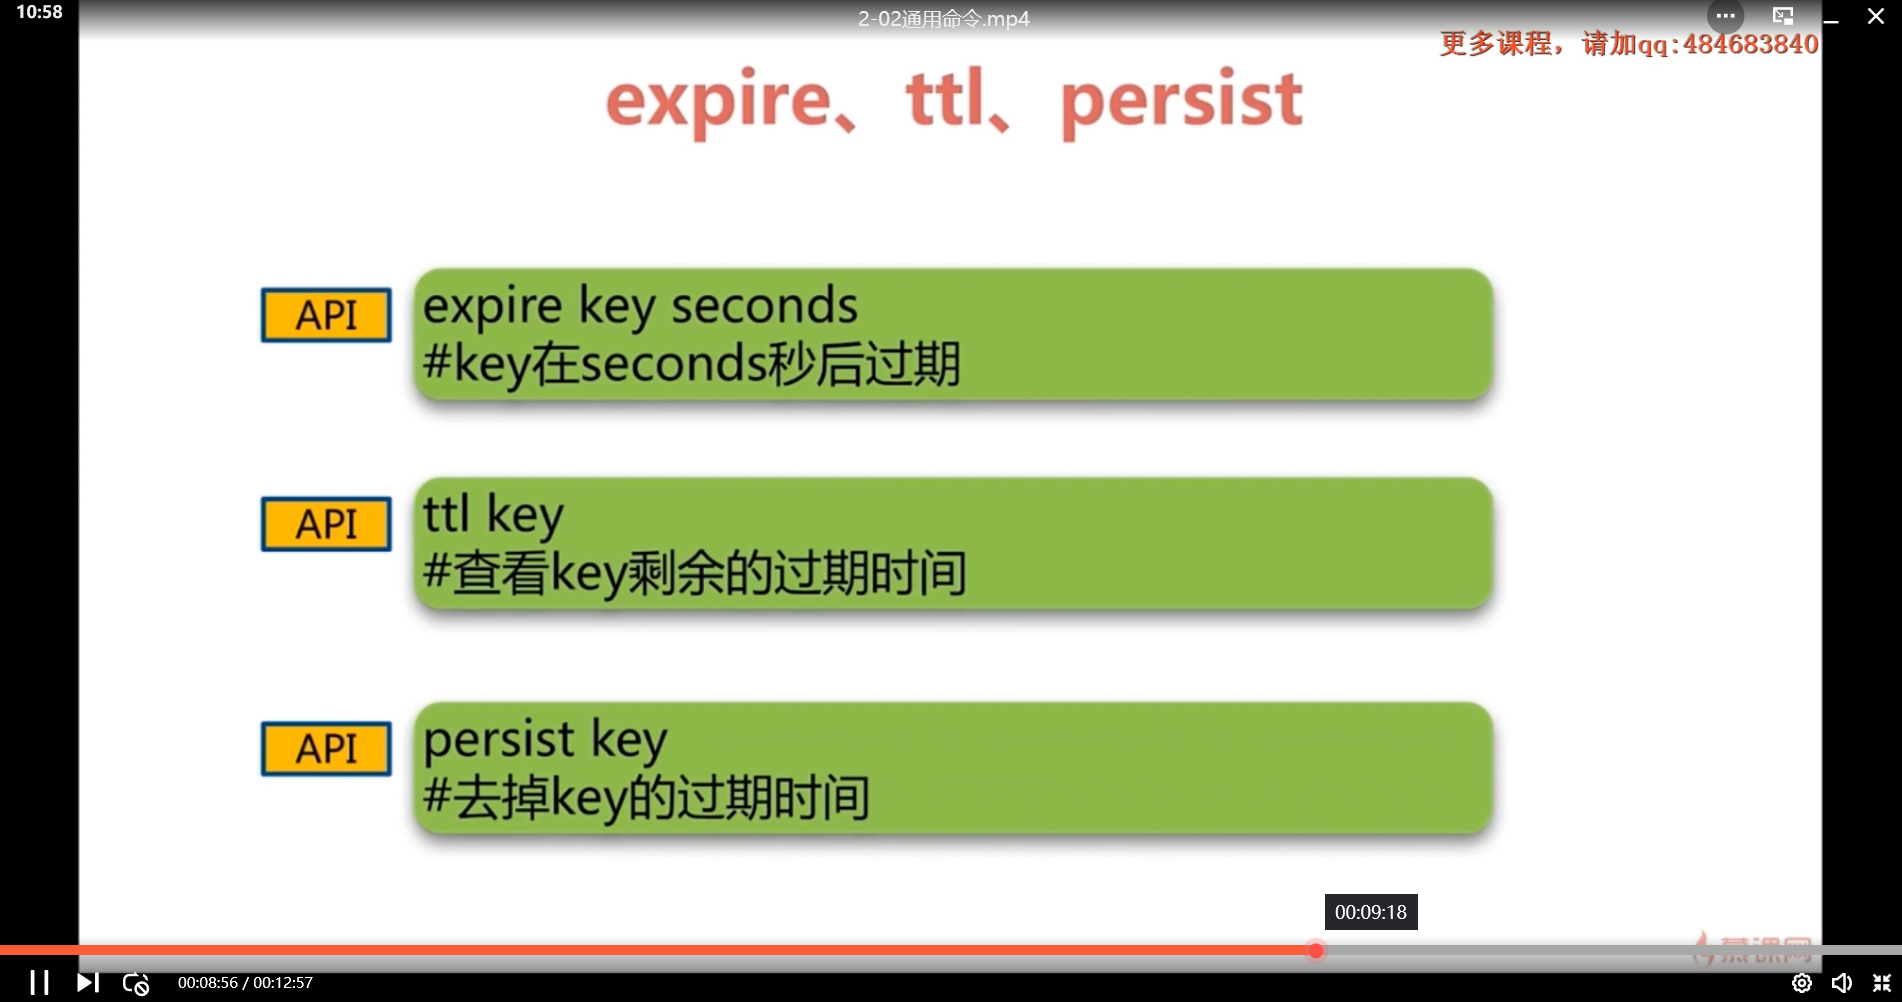 10:58
2-02通用命令.mp4
更多课程，请加qq:484683840
expire、ttl、persist
API
expire key seconds
#key在seconds秒后过期
API
ttl key
#查看key剩余的过期时间
API
persist key
#去掉key的过期时间
00:09:18
慕课网
00:08:56 / 00:12:57